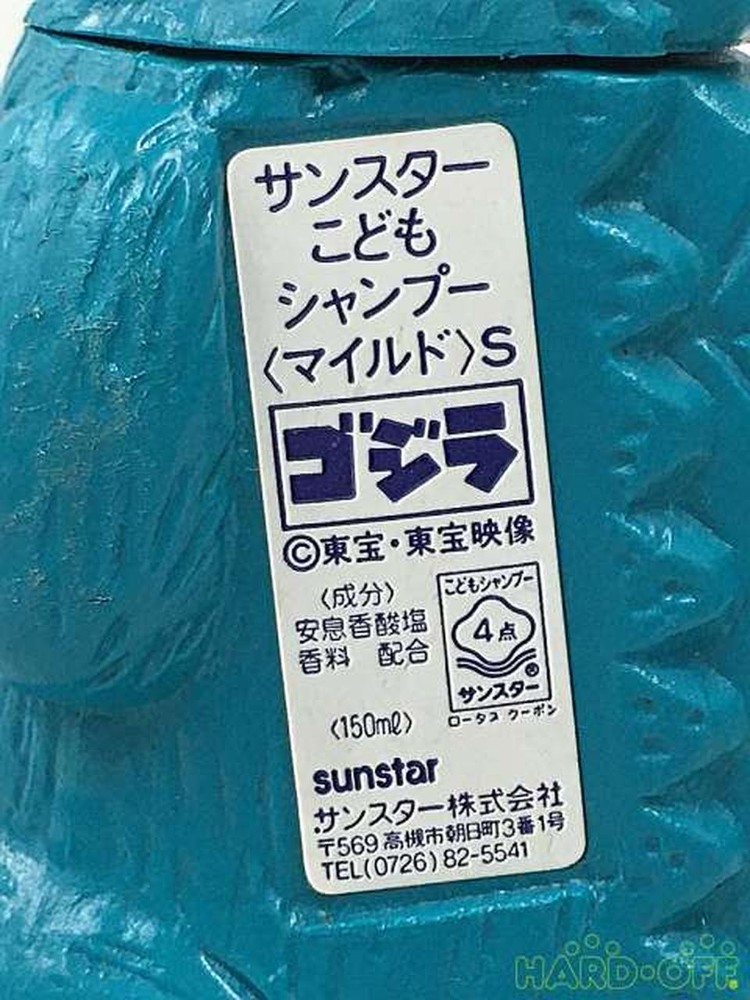 サンスター
こども
シャンプー
〈マイルド〉S
ゴジラ
©東宝・東宝映像
〈成分〉
安息香酸塩
香料 配合
こどもシャンプー
4点
®
サンスター
ロータス クーポン
〈150mℓ〉
sunstar
サンスター株式会社
〒569 高槻市朝日町3番1号
TEL(0726)82-5541
HARD-OFF